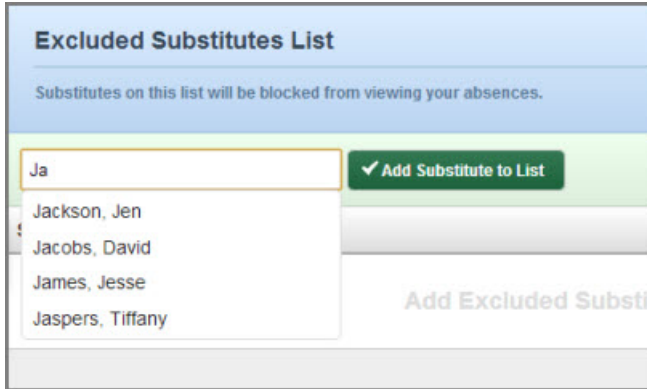 Excluded Substitutes List
Substitutes on this list will be blocked from viewing your absences.
Ja
Add Substitute to List
Jackson, Jen
Jacobs, David
James, Jesse
Jaspers, Tiffany
Add Excluded Substi